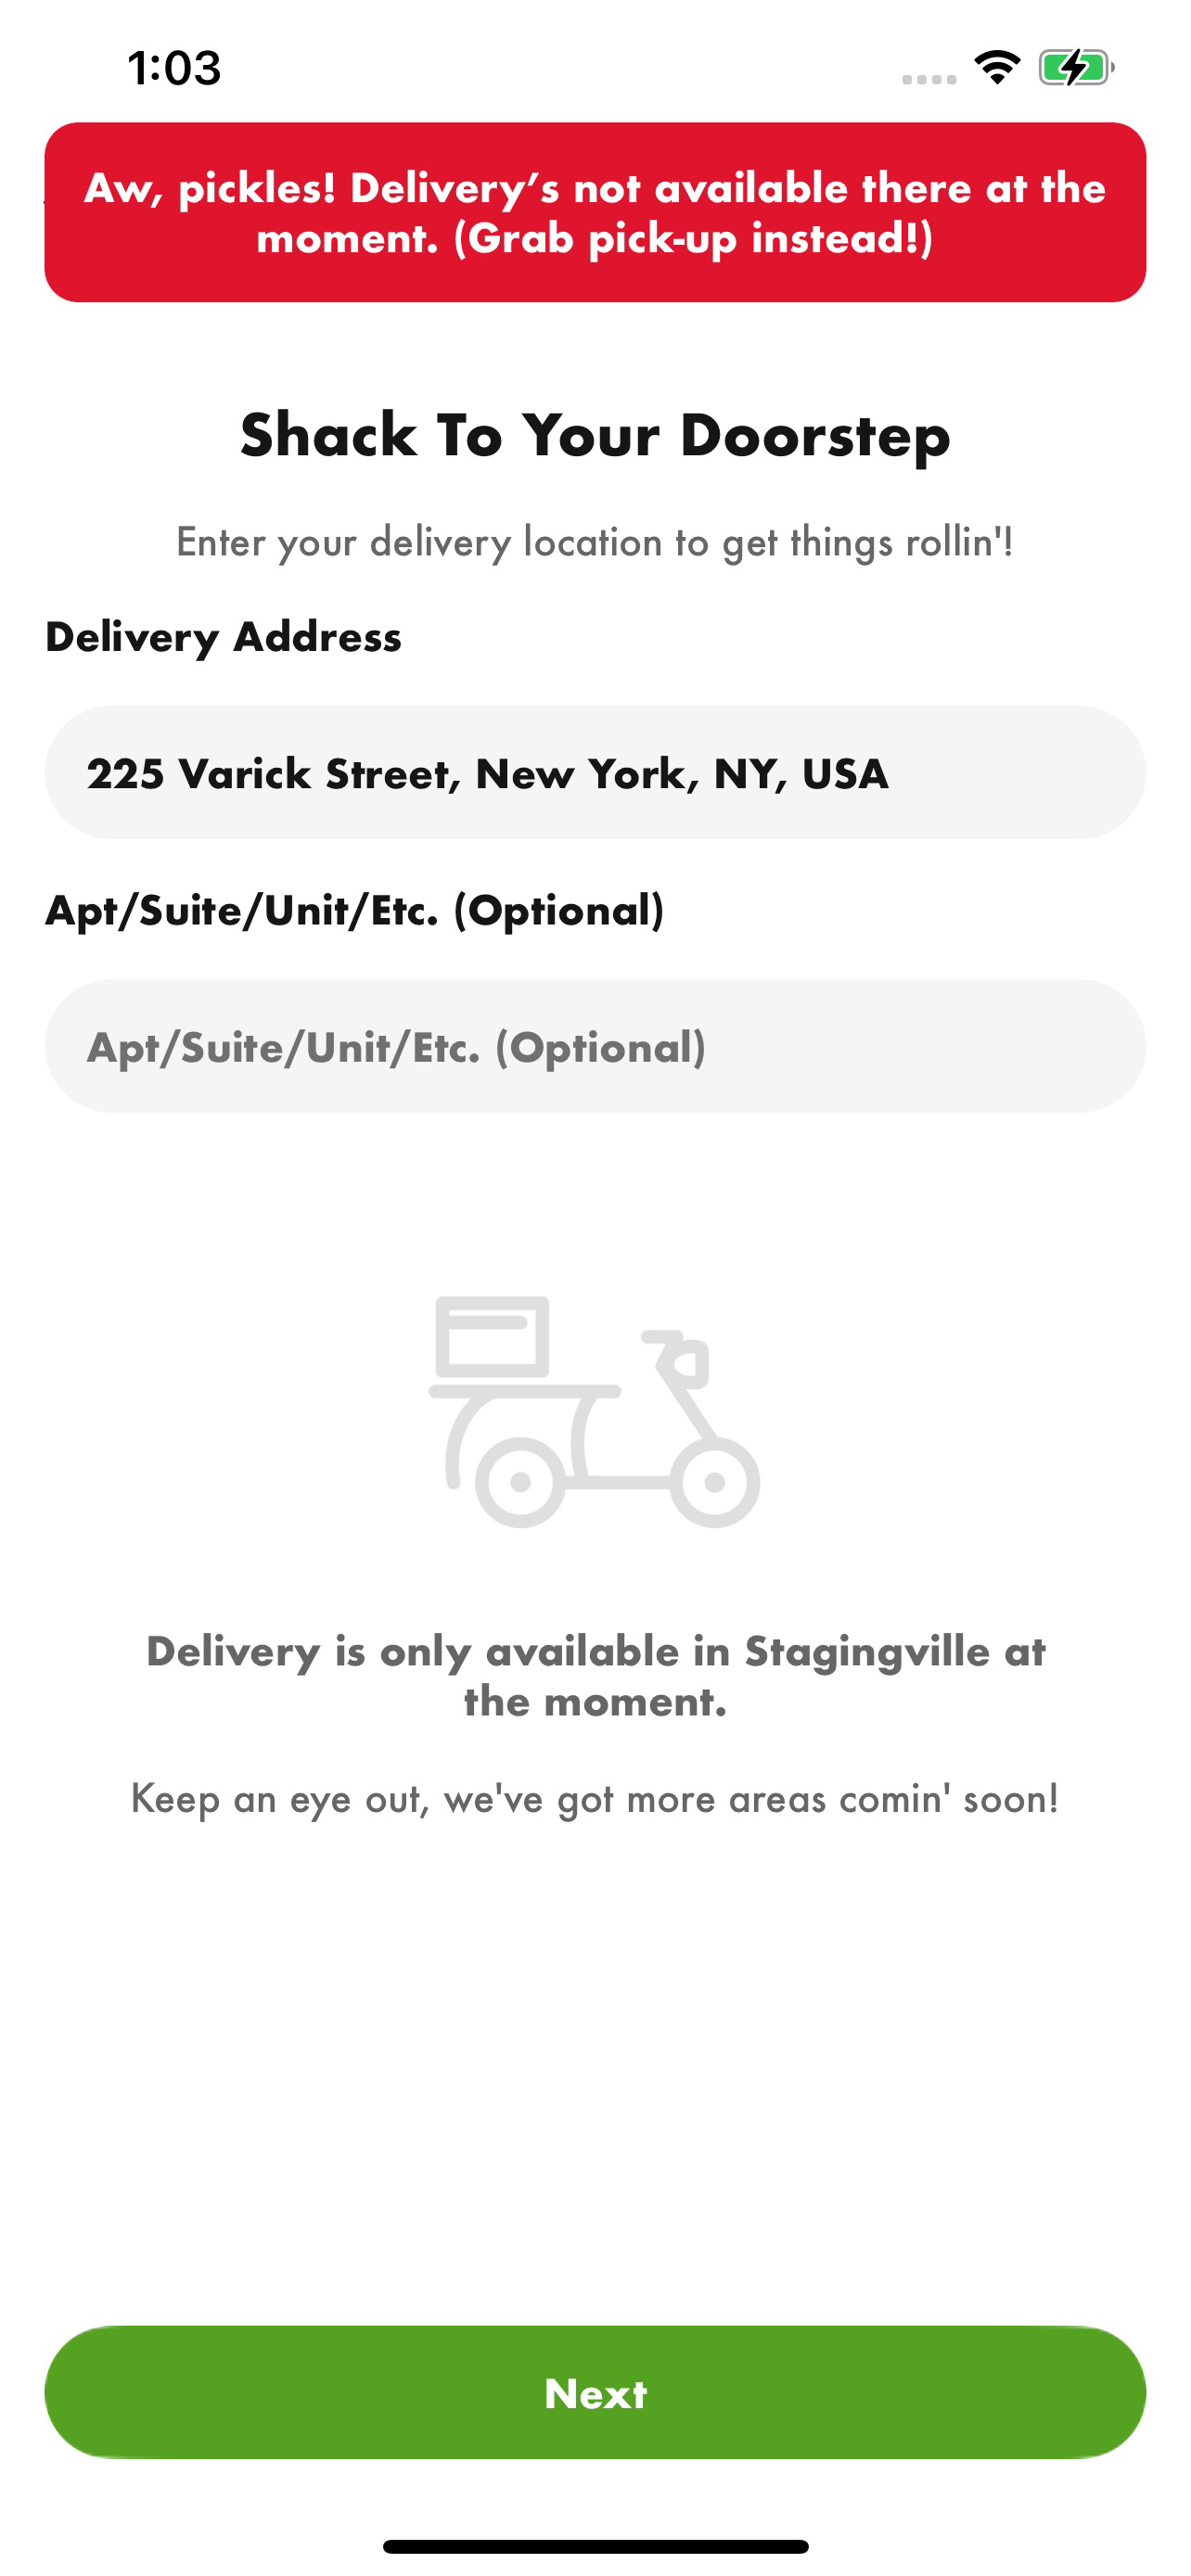 1:03
Aw, pickles! Delivery’s not available there at the
moment. (Grab pick-up instead!)
Shack To Your Doorstep
Enter your delivery location to get things rollin'!
Delivery Address
225 Varick Street, New York, NY, USA
Apt/Suite/Unit/Etc. (Optional)
Apt/Suite/Unit/Etc. (Optional)
Delivery is only available in Stagingville at
the moment.
Keep an eye out, we've got more areas comin' soon!
Next